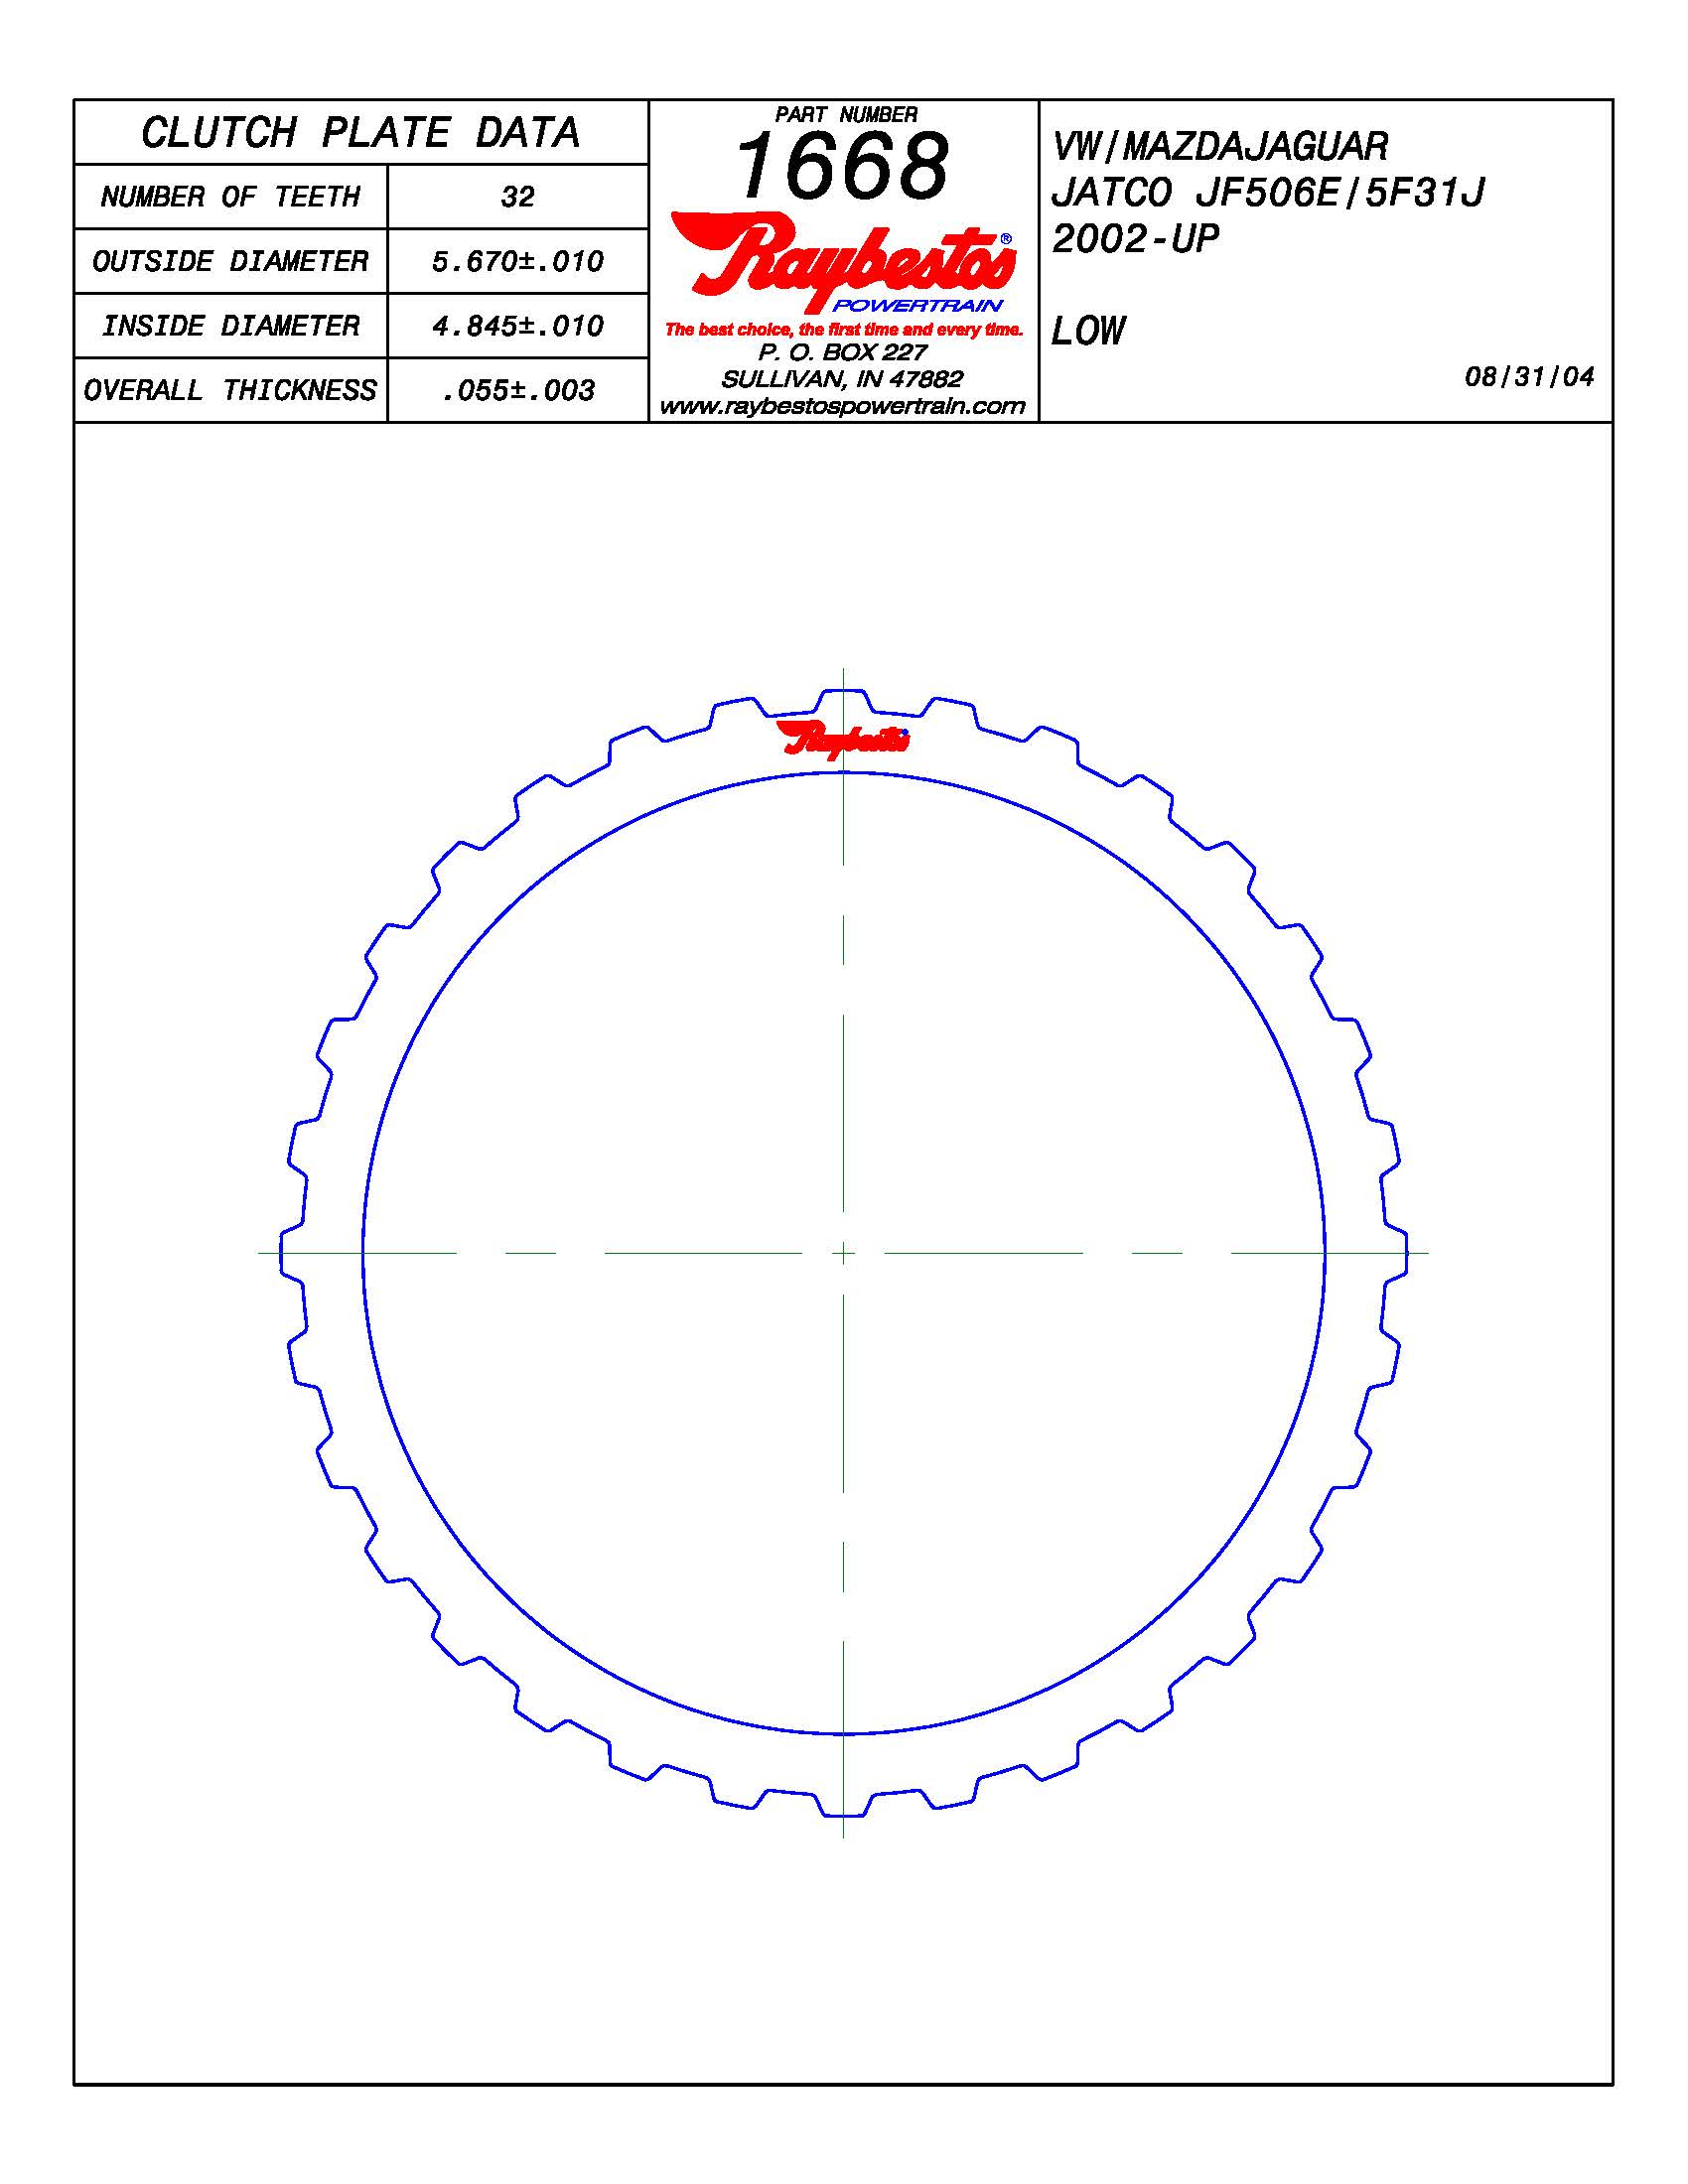 CLUTCH PLATE DATA
NUMBER OF TEETH 32
OUTSIDE DIAMETER 5.670±.010
INSIDE DIAMETER 4.845±.010
OVERALL THICKNESS .055±.003
PART NUMBER
1668
Raybestos®
POWERTRAIN
The best choice, the first time and every time.
P. O. BOX 227
SULLIVAN, IN 47882
www.raybestospowertrain.com
VW/MAZDAJAGUAR
JATCO JF506E/5F31J
2002-UP
LOW
08/31/04
Raybestos